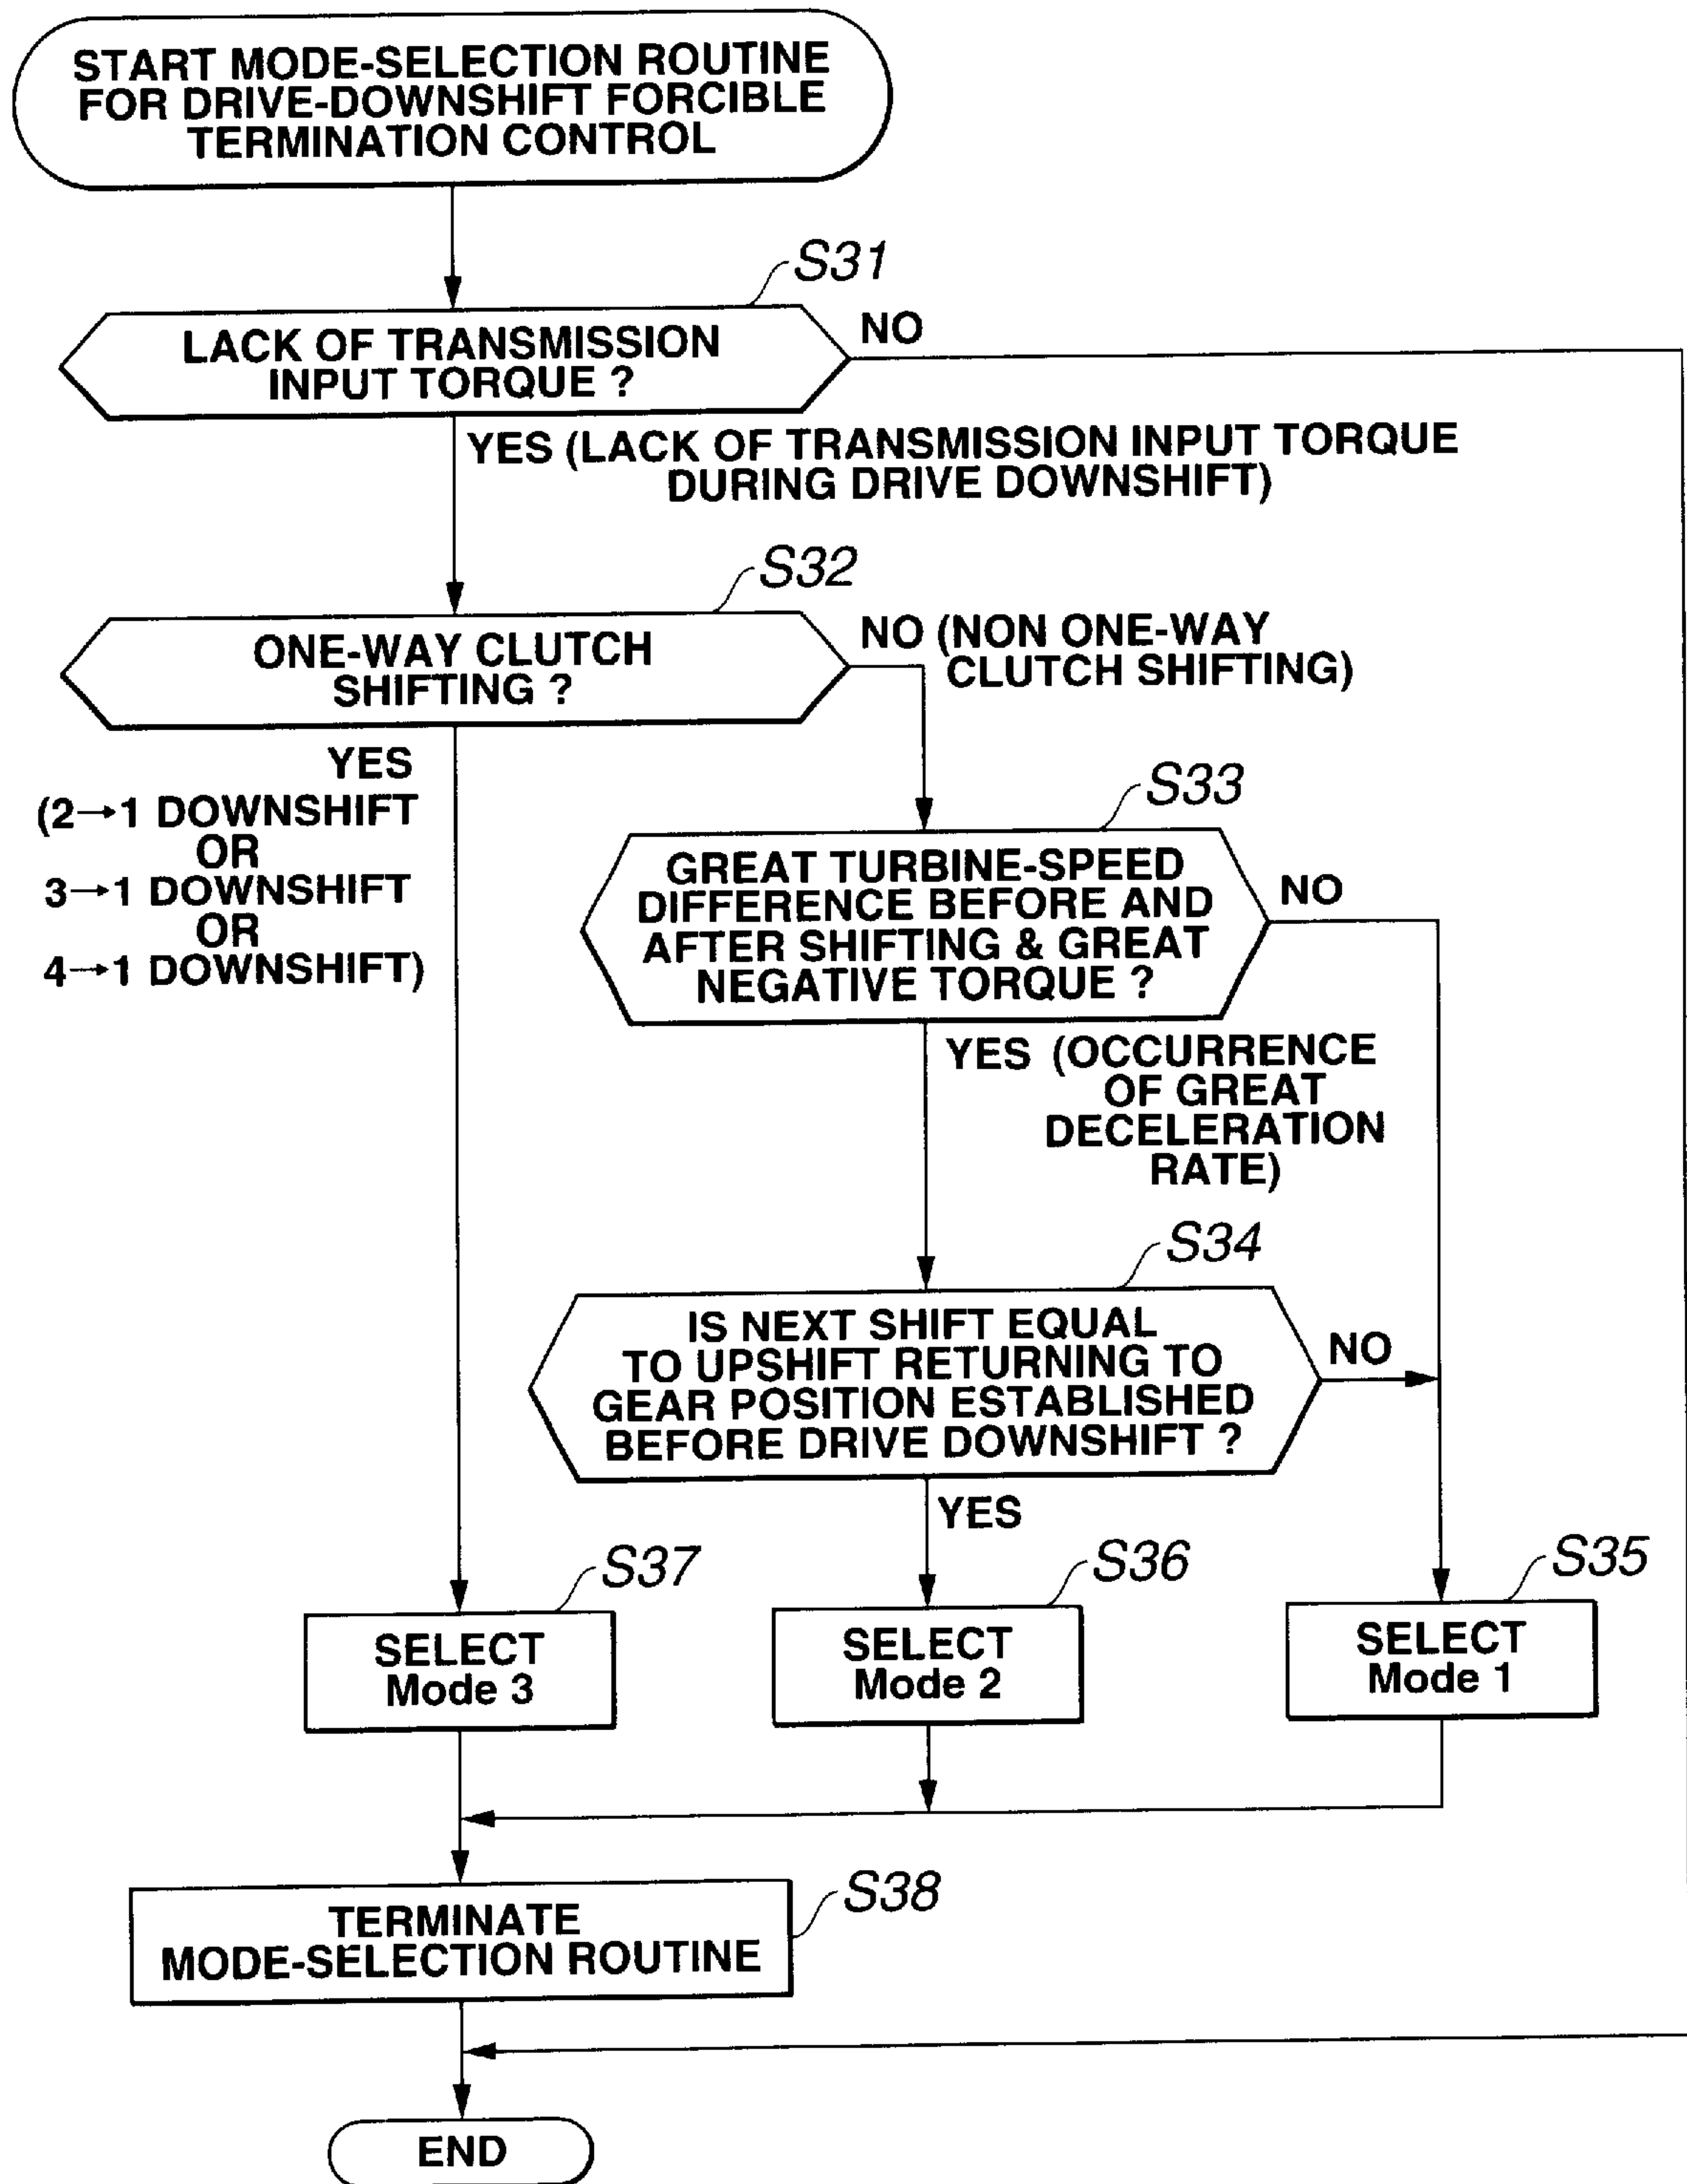 START MODE-SELECTION ROUTINE
FOR DRIVE-DOWNSHIFT FORCIBLE
TERMINATION CONTROL
S31
LACK OF TRANSMISSION
INPUT TORQUE ?
NO
YES (LACK OF TRANSMISSION INPUT TORQUE
DURING DRIVE DOWNSHIFT)
S32
ONE-WAY CLUTCH
SHIFTING ?
NO (NON ONE-WAY
CLUTCH SHIFTING)
YES
(2→1 DOWNSHIFT
OR
3→1 DOWNSHIFT
OR
4→1 DOWNSHIFT)
S33
GREAT TURBINE-SPEED
DIFFERENCE BEFORE AND
AFTER SHIFTING & GREAT
NEGATIVE TORQUE ?
NO
YES (OCCURRENCE
OF GREAT
DECELERATION
RATE)
S34
IS NEXT SHIFT EQUAL
TO UPSHIFT RETURNING TO
GEAR POSITION ESTABLISHED
BEFORE DRIVE DOWNSHIFT ?
NO
YES
S37
SELECT
Mode 3
S36
SELECT
Mode 2
S35
SELECT
Mode 1
S38
TERMINATE
MODE-SELECTION ROUTINE
END